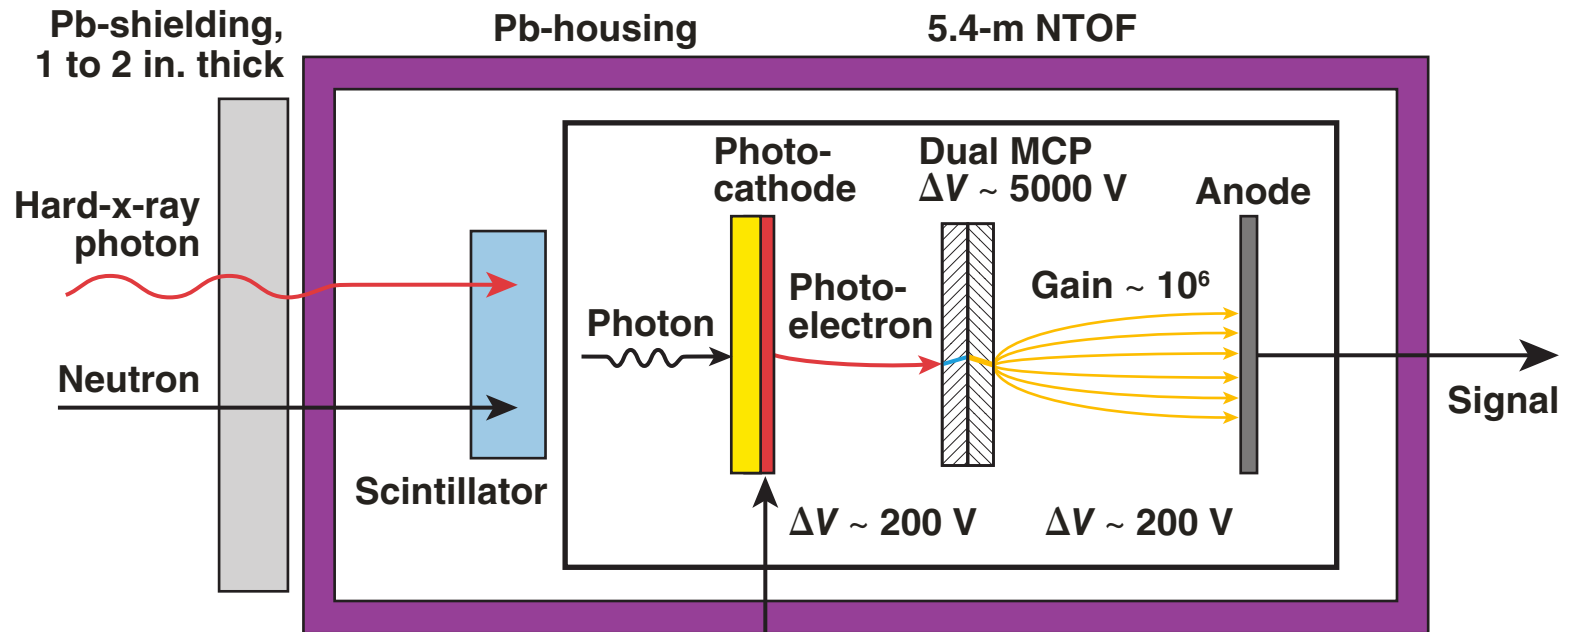 Pb-shielding,
1 to 2 in. thick
Pb-housing
5.4-m NTOF
Hard-x-ray
photon
Neutron
Scintillator
Photon
Photo-
cathode
Photo-
electron
Dual MCP
ΔV ~ 5000 V
Gain ~ 10⁶
Anode
ΔV ~ 200 V
ΔV ~ 200 V
Signal